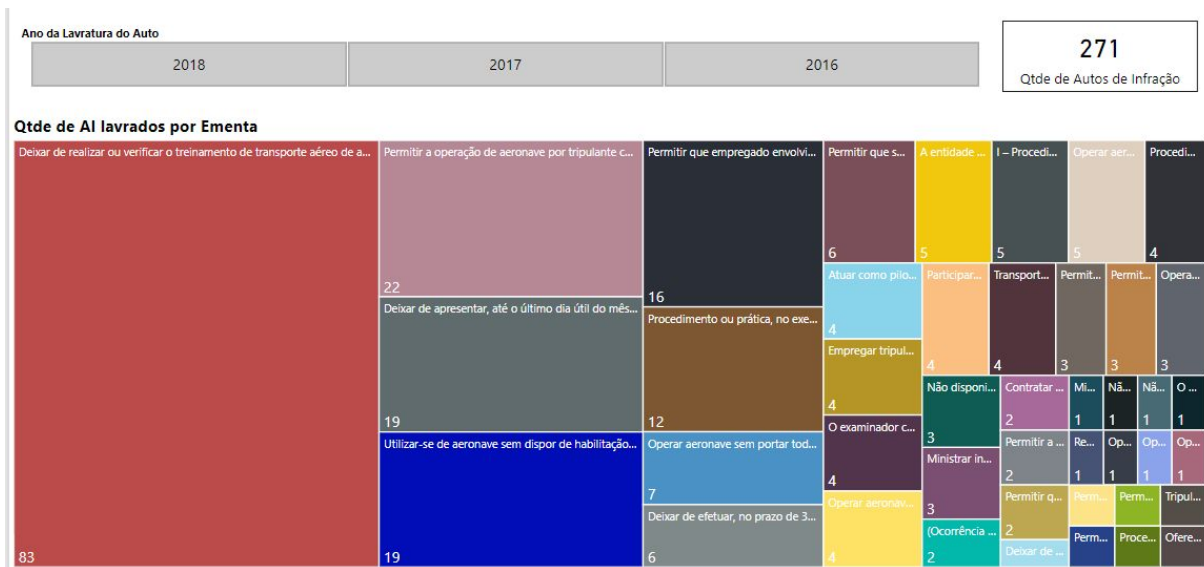 Ano da Lavratura do Auto
2018
2017
2016
271
Qtde de Autos de Infração
Qtde de AI lavrados por Ementa
Deixar de realizar ou verificar o treinamento de transporte aéreo de a...
83
Permitir a operação de aeronave por tripulante c...
22
Deixar de apresentar, até o último dia útil do mês...
19
Utilizar-se de aeronave sem dispor de habilitação...
19
Permitir que empregado envolvi...
16
Procedimento ou prática, no exe...
12
Operar aeronave sem portar tod...
7
Deixar de efetuar, no prazo de 3...
6
Permitir que s...
6
A entidade ...
5
I – Procedi...
5
Operar aer...
5
Procedi...
4
Atuar como pilo...
4
Empregar tripul...
4
O examinador c...
4
Operar aeronav...
4
Participar...
4
Transport...
4
Permit...
3
Permit...
3
Opera...
3
Não disponi...
3
Ministrar in...
3
(Ocorrência ...
2
Contratar ...
2
Permitir a ...
2
Permitir q...
2
Deixar de ...
Mi...
1
Nã...
1
Nã...
1
O ...
1
Re...
1
Op...
1
Op...
1
Op...
1
Perm...
Perm...
Tripul...
Perm...
Proce...
Ofere...